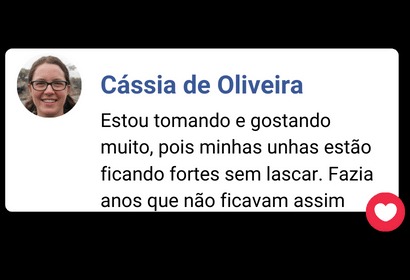 Cássia de Oliveira
Estou tomando e gostando
muito, pois minhas unhas estão
ficando fortes sem lascar. Fazia
anos que não ficavam assim